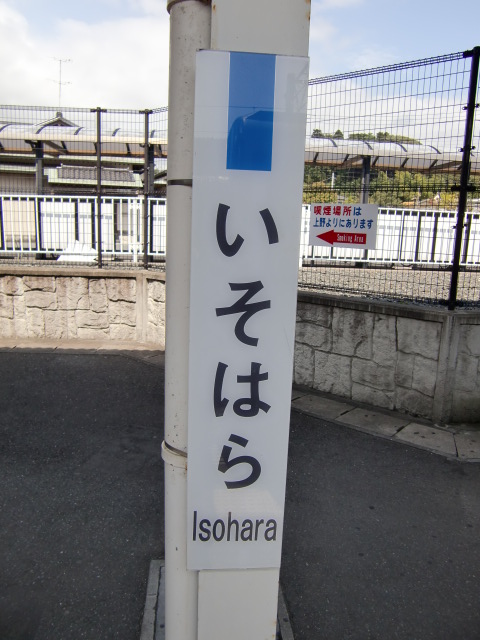 いそはら
Isohara
喫煙場所は
上野よりにあります
Smoking Area